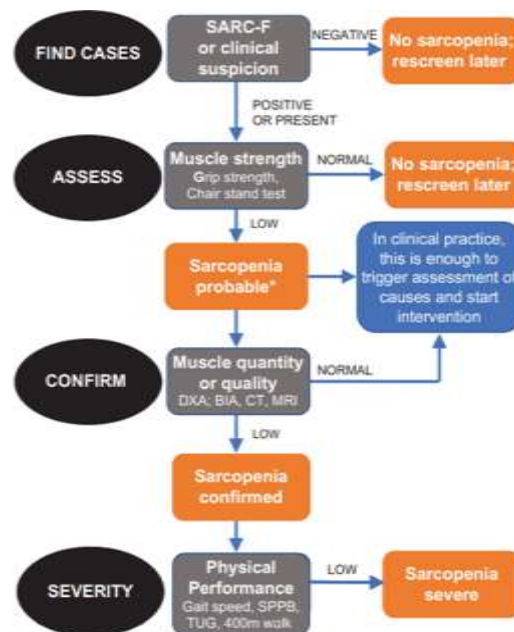 FIND CASES
SARC-F
or clinical
suspicion
NEGATIVE
No sarcopenia;
rescreen later
POSITIVE
OR PRESENT
ASSESS
Muscle strength
Grip strength,
Chair stand test
NORMAL
No sarcopenia;
rescreen later
LOW
Sarcopenia
probable*
In clinical practice,
this is enough to
trigger assessment of
causes and start
intervention
CONFIRM
Muscle quantity
or quality
DXA; BIA, CT, MRI
NORMAL
LOW
Sarcopenia
confirmed
SEVERITY
Physical
Performance
Gait speed, SPPB,
TUG, 400m walk
LOW
Sarcopenia
severe